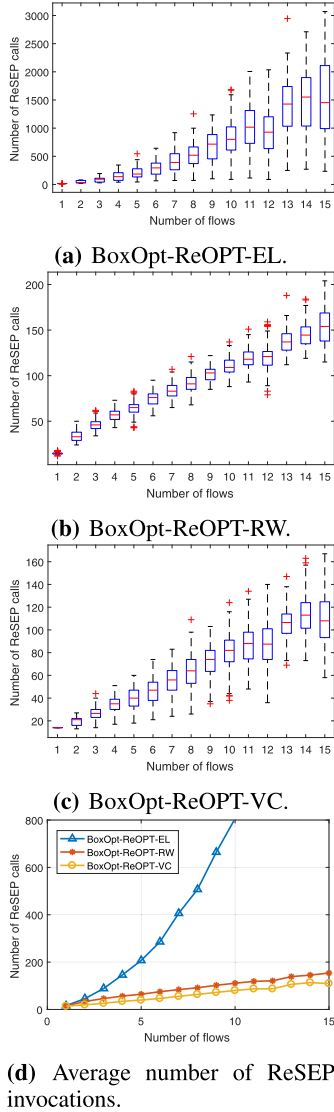 3000
2500
2000
1500
1000
500
0
Number of ReSEP calls
1 2 3 4 5 6 7 8 9 10 11 12 13 14 15
Number of flows
(a) BoxOpt-ReOPT-EL.
200
150
100
50
Number of ReSEP calls
1 2 3 4 5 6 7 8 9 10 11 12 13 14 15
Number of flows
(b) BoxOpt-ReOPT-RW.
160
140
120
100
80
60
40
20
Number of ReSEP calls
1 2 3 4 5 6 7 8 9 10 11 12 13 14 15
Number of flows
(c) BoxOpt-ReOPT-VC.
800
600
400
200
0
Number of ReSEP calls
BoxOpt-ReOPT-EL
BoxOpt-ReOPT-RW
BoxOpt-ReOPT-VC
0 5 10 15
Number of flows
(d) Average number of ReSEP
invocations.